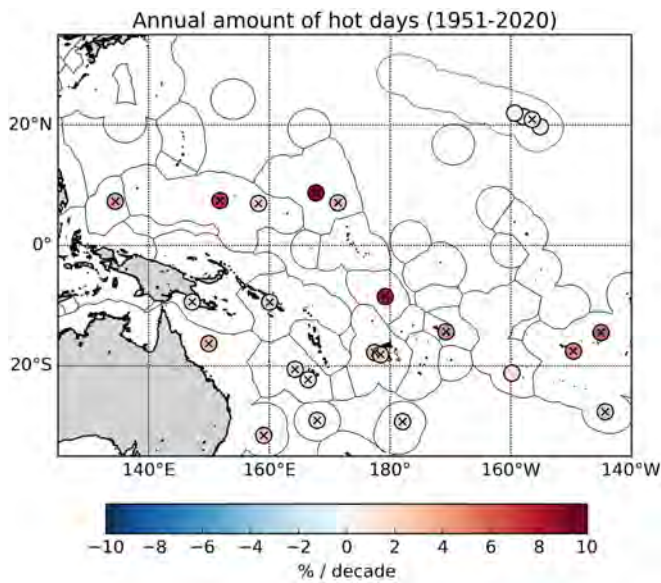 Annual amount of hot days (1951-2020)
20°N
0°
20°S
140°E 160°E 180° 160°W 140°W
−10 −8 −6 −4 −2 0 2 4 6 8 10
% / decade